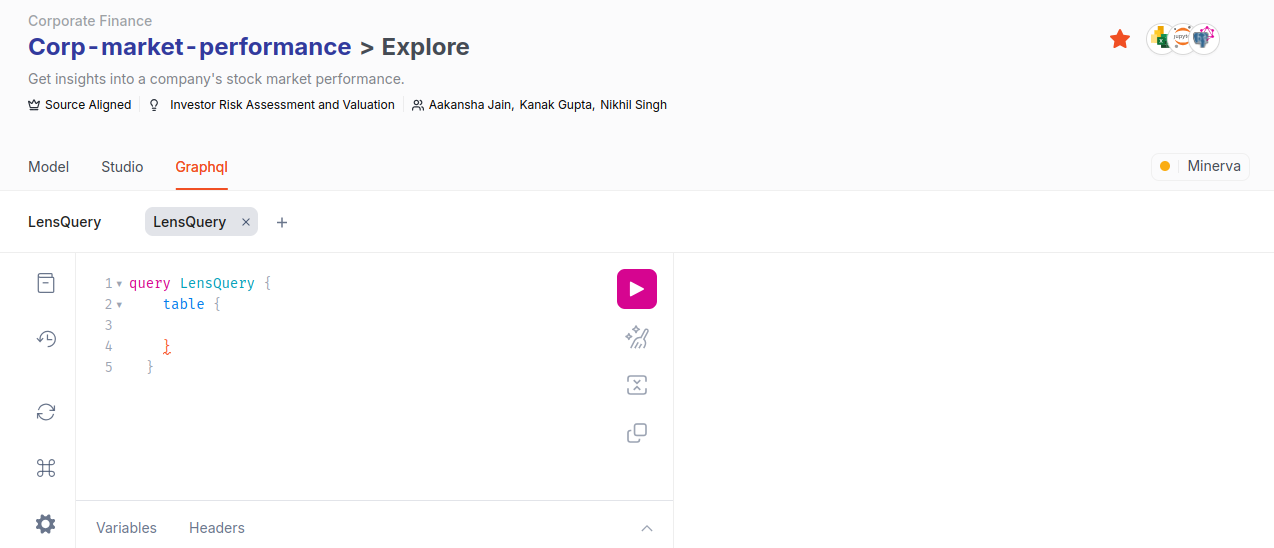 Corporate Finance
Corp-market-performance > Explore
Get insights into a company's stock market performance.
Source Aligned Investor Risk Assessment and Valuation Aakansha Jain, Kanak Gupta, Nikhil Singh
Model Studio Graphql Minerva
LensQuery LensQuery × +
1 query LensQuery {
2 table {
3
4 }
5 }
Variables Headers